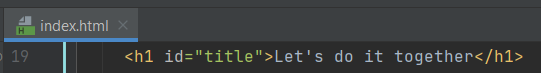 index.html
19 <h1 id="title">Let's do it together</h1>